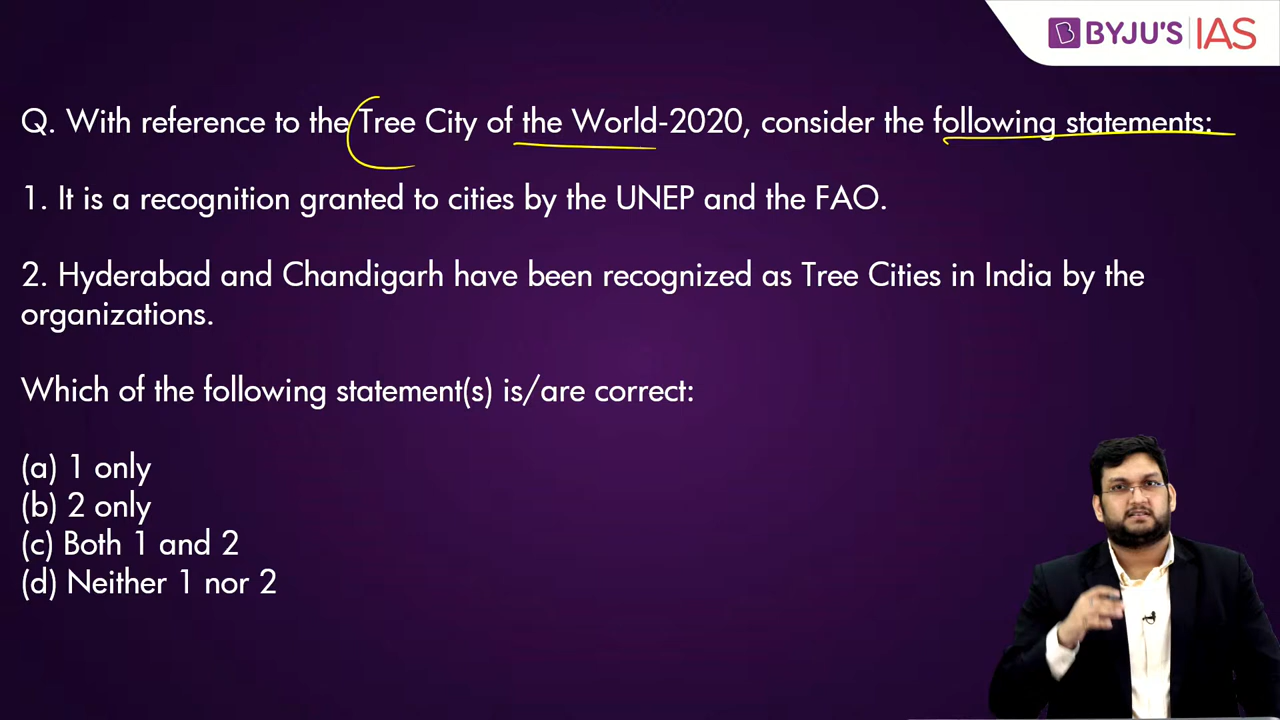 BYJU'S IAS
Q. With reference to the Tree City of the World-2020, consider the following statements:
1. It is a recognition granted to cities by the UNEP and the FAO.
2. Hyderabad and Chandigarh have been recognized as Tree Cities in India by the
organizations.
Which of the following statement(s) is/are correct:
(a) 1 only
(b) 2 only
(c) Both 1 and 2
(d) Neither 1 nor 2